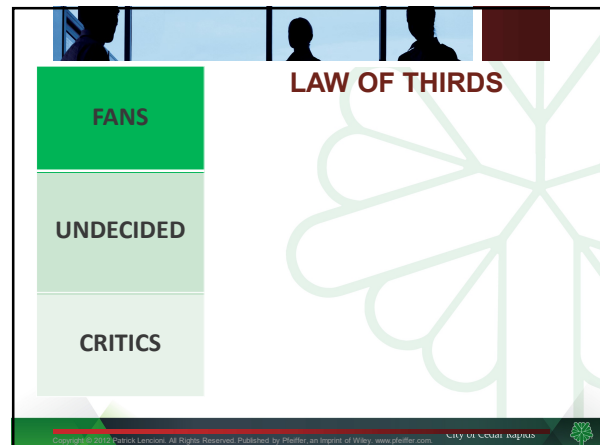 LAW OF THIRDS
FANS
UNDECIDED
CRITICS
Copyright © 2012 Patrick Lencioni. All Rights Reserved. Published by Pfeiffer, an Imprint of Wiley. www.pfeiffer.com
City of Cedar Rapids